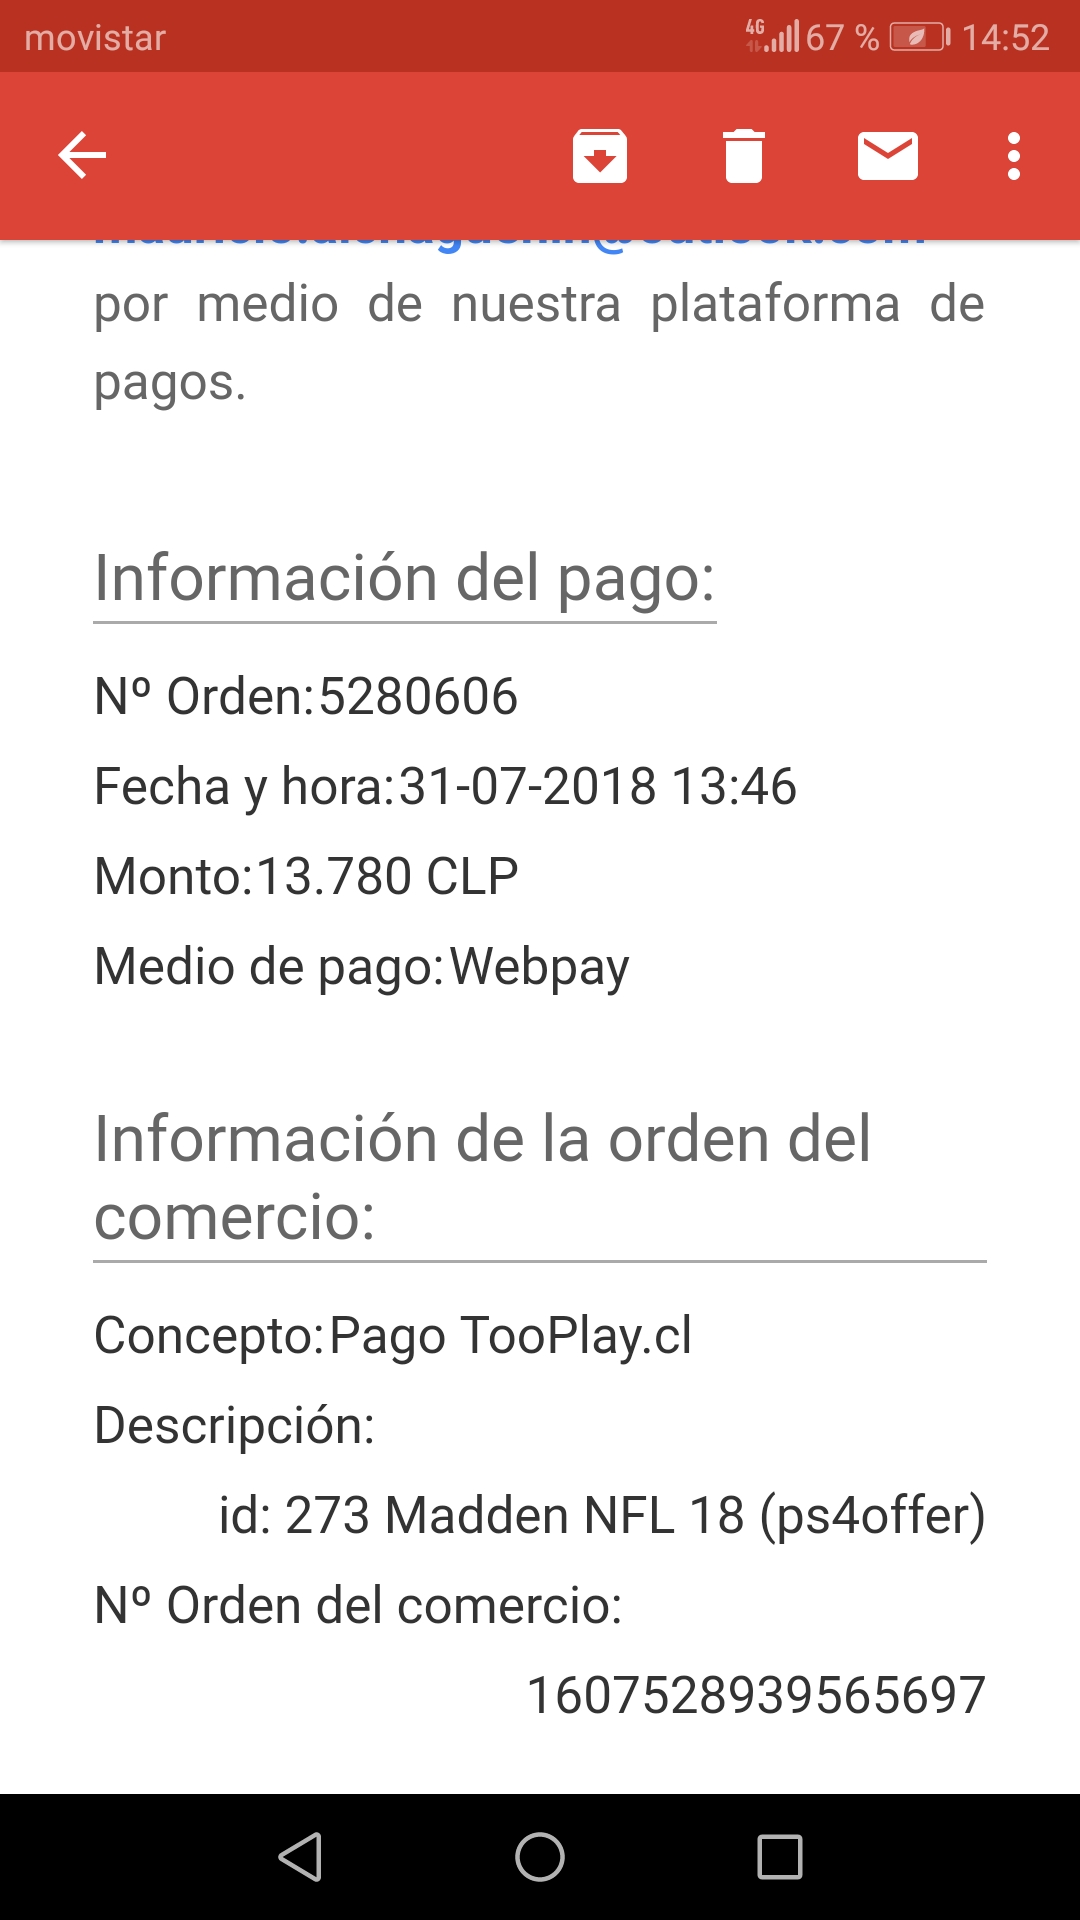 movistar
4G 67 % 14:52
por medio de nuestra plataforma de
pagos.
Información del pago:
Nº Orden:5280606
Fecha y hora:31-07-2018 13:46
Monto:13.780 CLP
Medio de pago:Webpay
Información de la orden del
comercio:
Concepto:Pago TooPlay.cl
Descripción:
id: 273 Madden NFL 18 (ps4offer)
Nº Orden del comercio:
1607528939565697